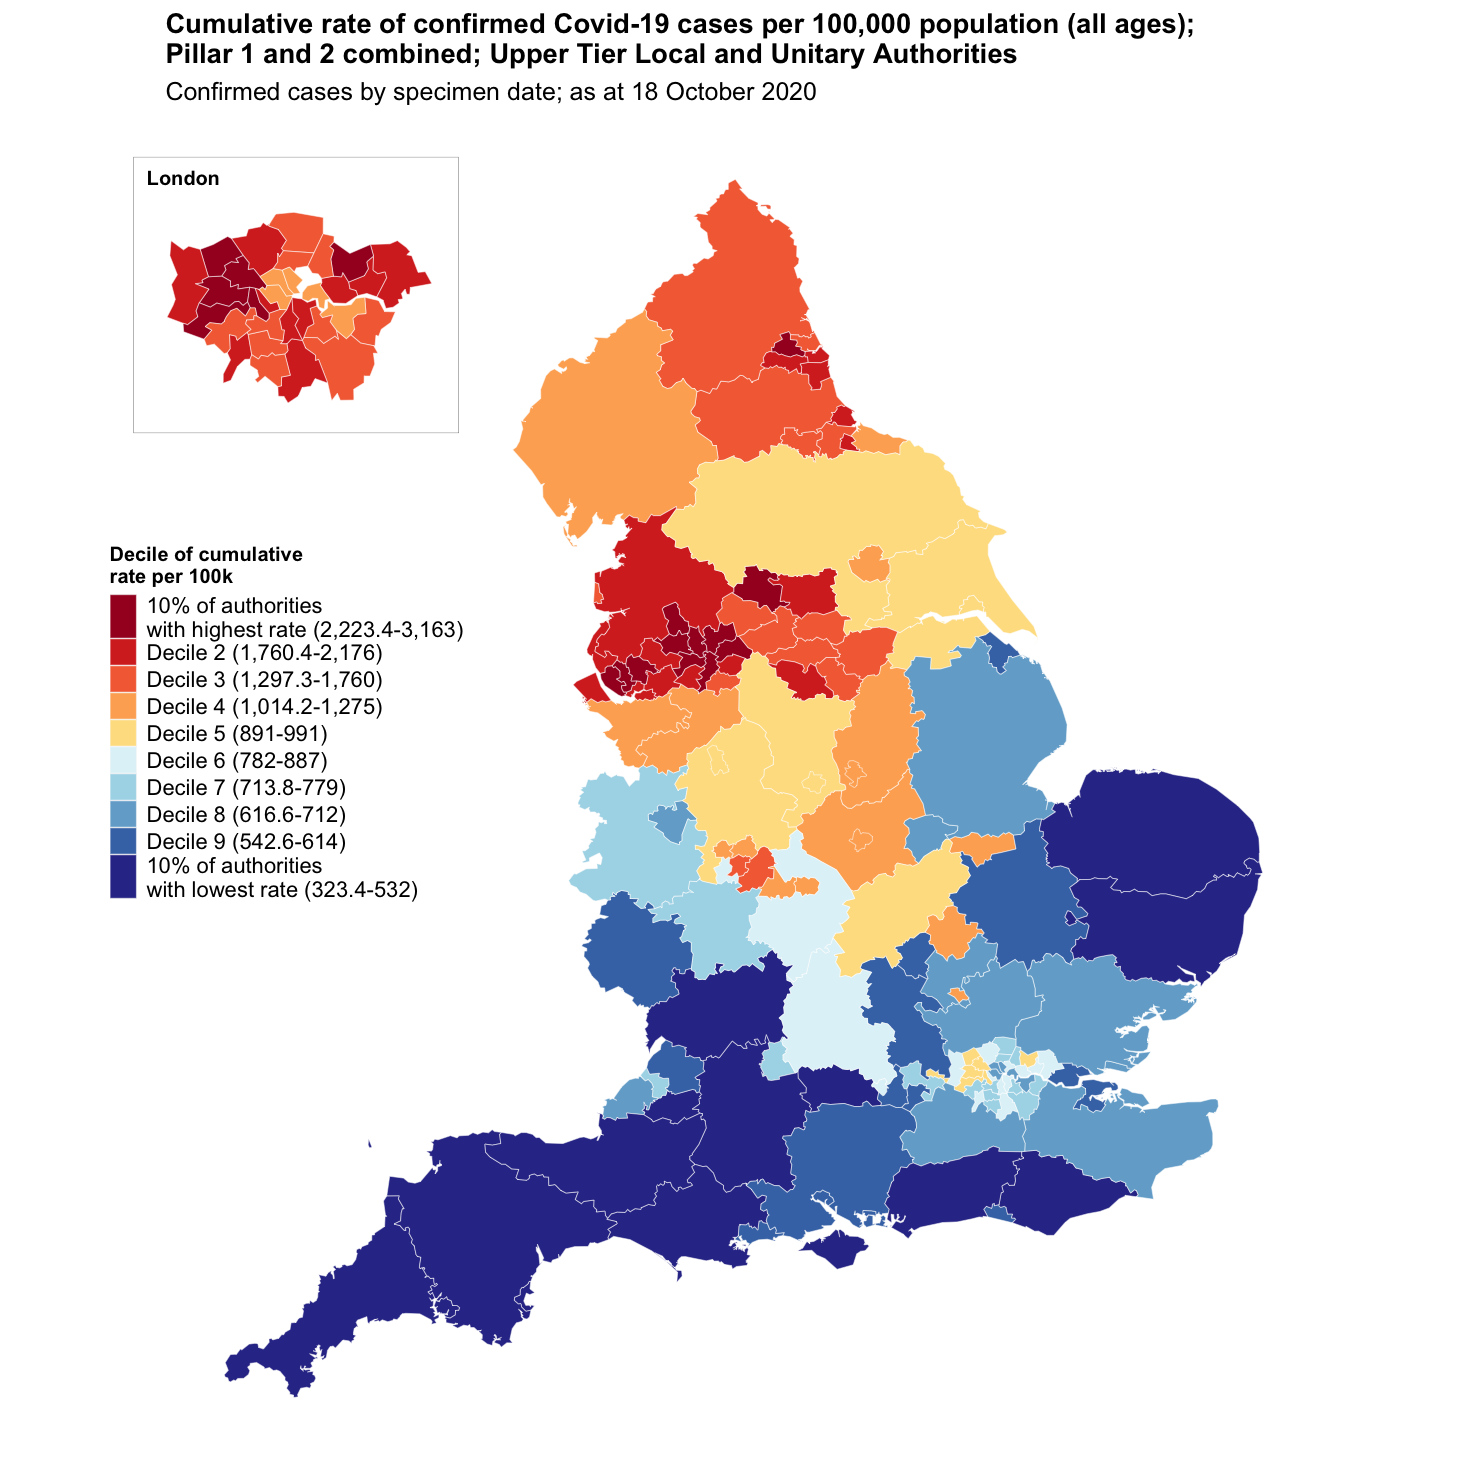 Cumulative rate of confirmed Covid-19 cases per 100,000 population (all ages);
Pillar 1 and 2 combined; Upper Tier Local and Unitary Authorities
Confirmed cases by specimen date; as at 18 October 2020
London
Decile of cumulative
rate per 100k
10% of authorities
with highest rate (2,223.4-3,163)
Decile 2 (1,760.4-2,176)
Decile 3 (1,297.3-1,760)
Decile 4 (1,014.2-1,275)
Decile 5 (891-991)
Decile 6 (782-887)
Decile 7 (713.8-779)
Decile 8 (616.6-712)
Decile 9 (542.6-614)
10% of authorities
with lowest rate (323.4-532)